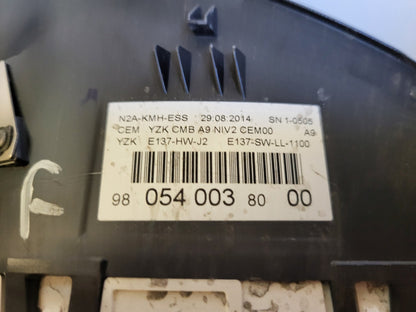 N2A-KMH-ESS 29.08.2014 SN 1-0505
CEM YZK CMB A9 NIV2 CEM00 A9
YZK E137-HW-J2 E137-SW-LL-1100
98 054 003 80 00
F